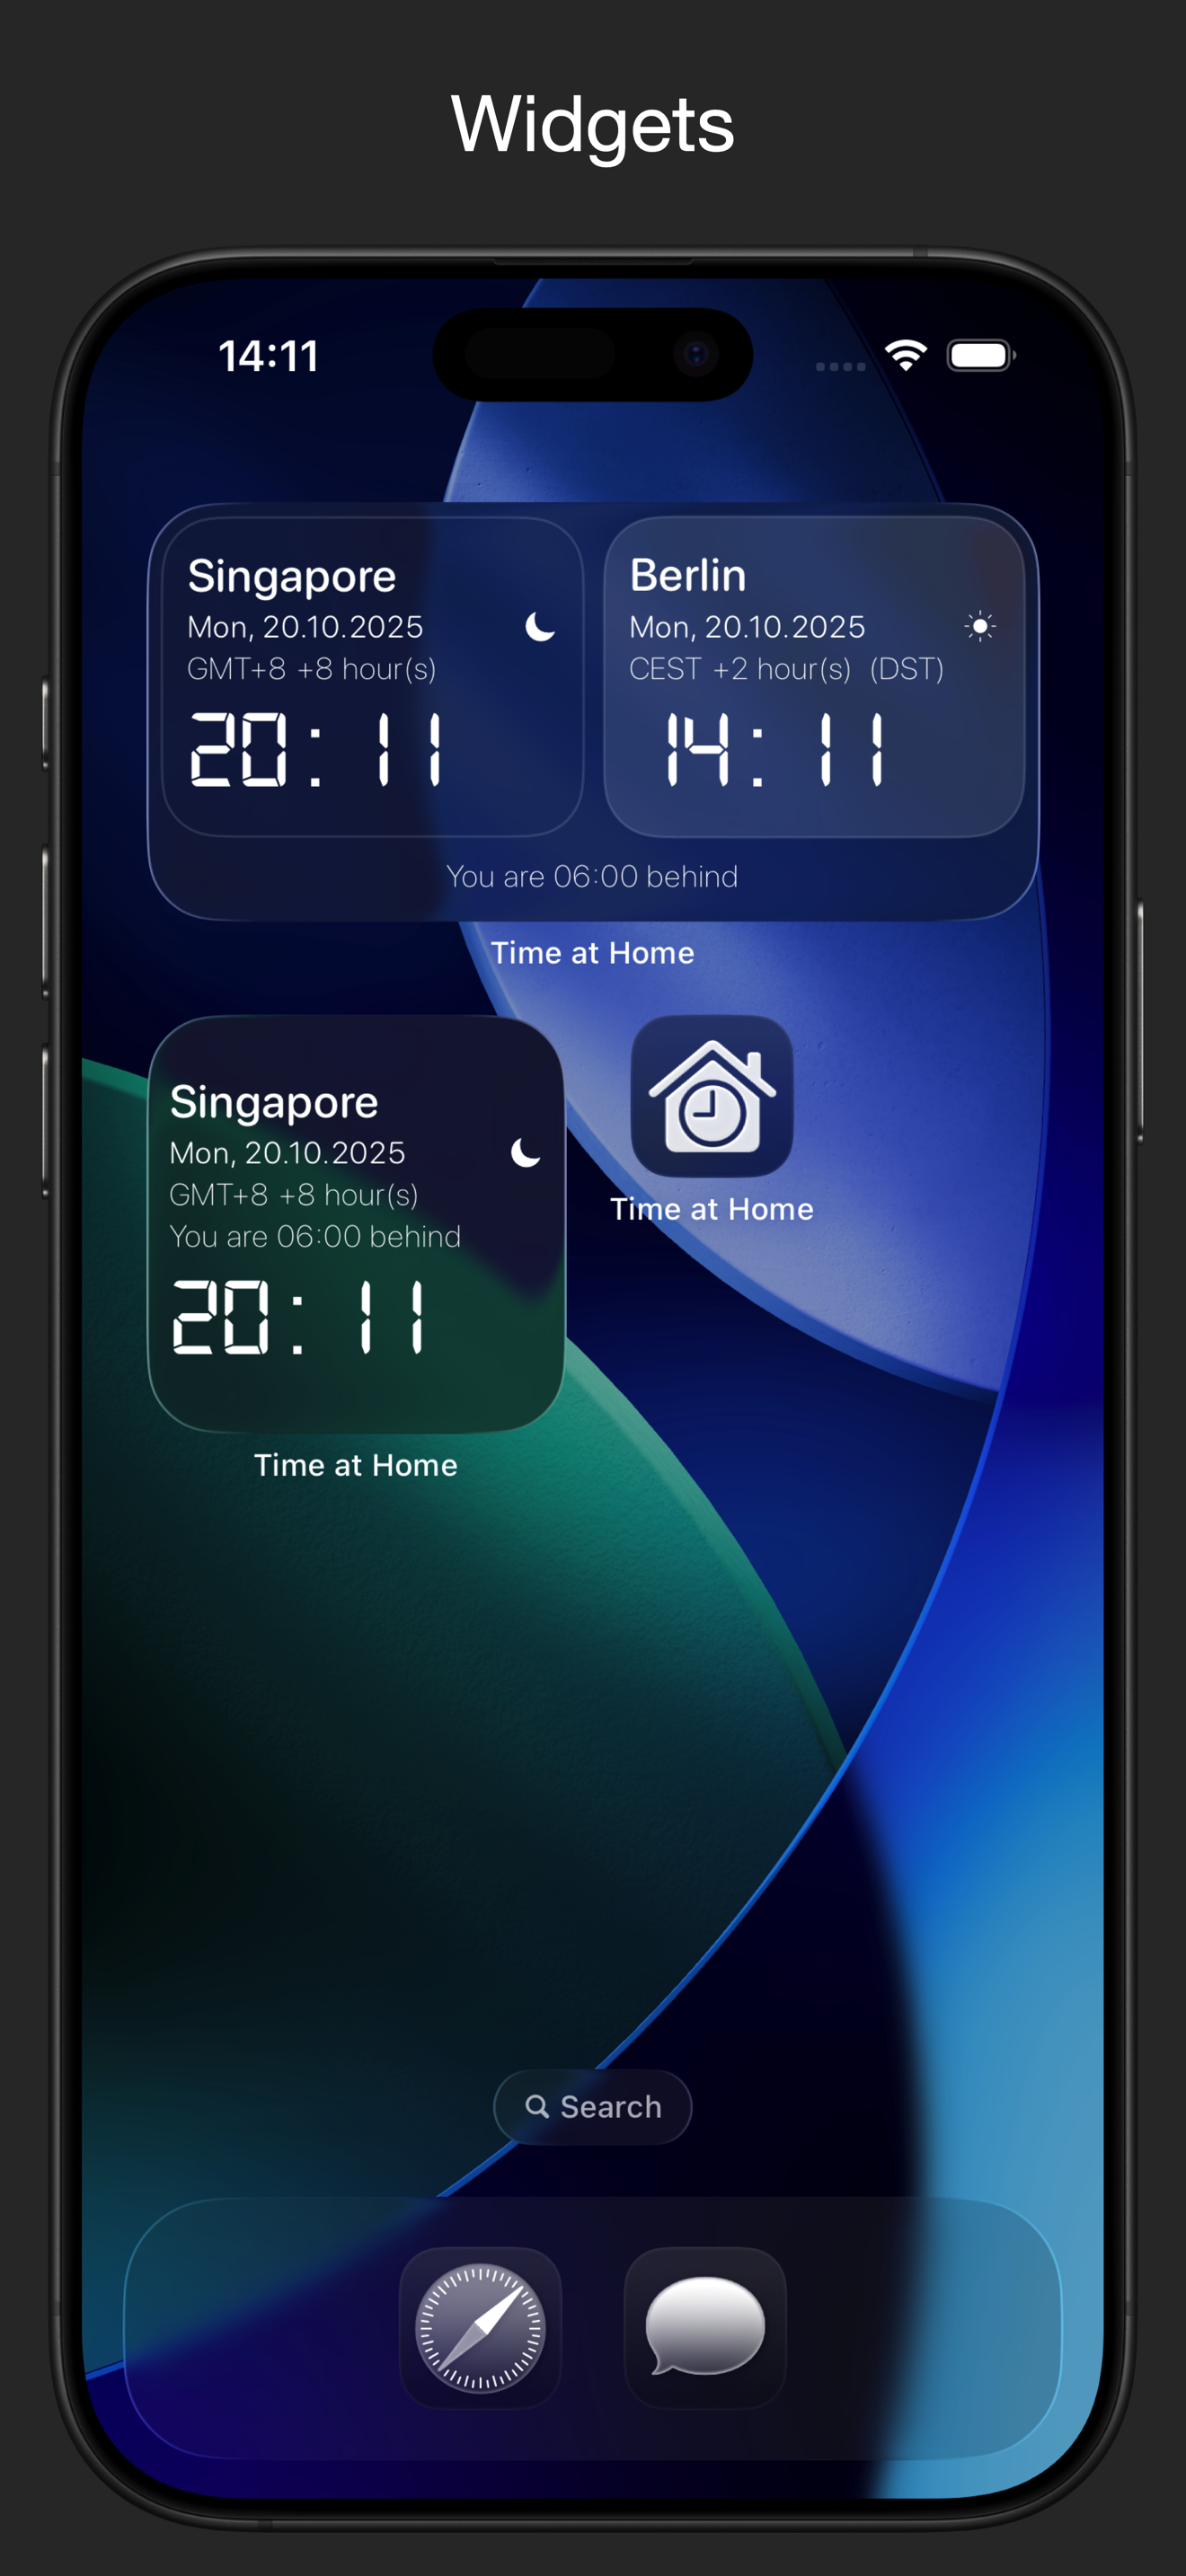 Widgets
14:11
Singapore
Mon, 20.10.2025
GMT+8 +8 hour(s)
20:11
Berlin
Mon, 20.10.2025
CEST +2 hour(s) (DST)
14:11
You are 06:00 behind
Time at Home
Singapore
Mon, 20.10.2025
GMT+8 +8 hour(s)
You are 06:00 behind
20:11
Time at Home
Time at Home
Search